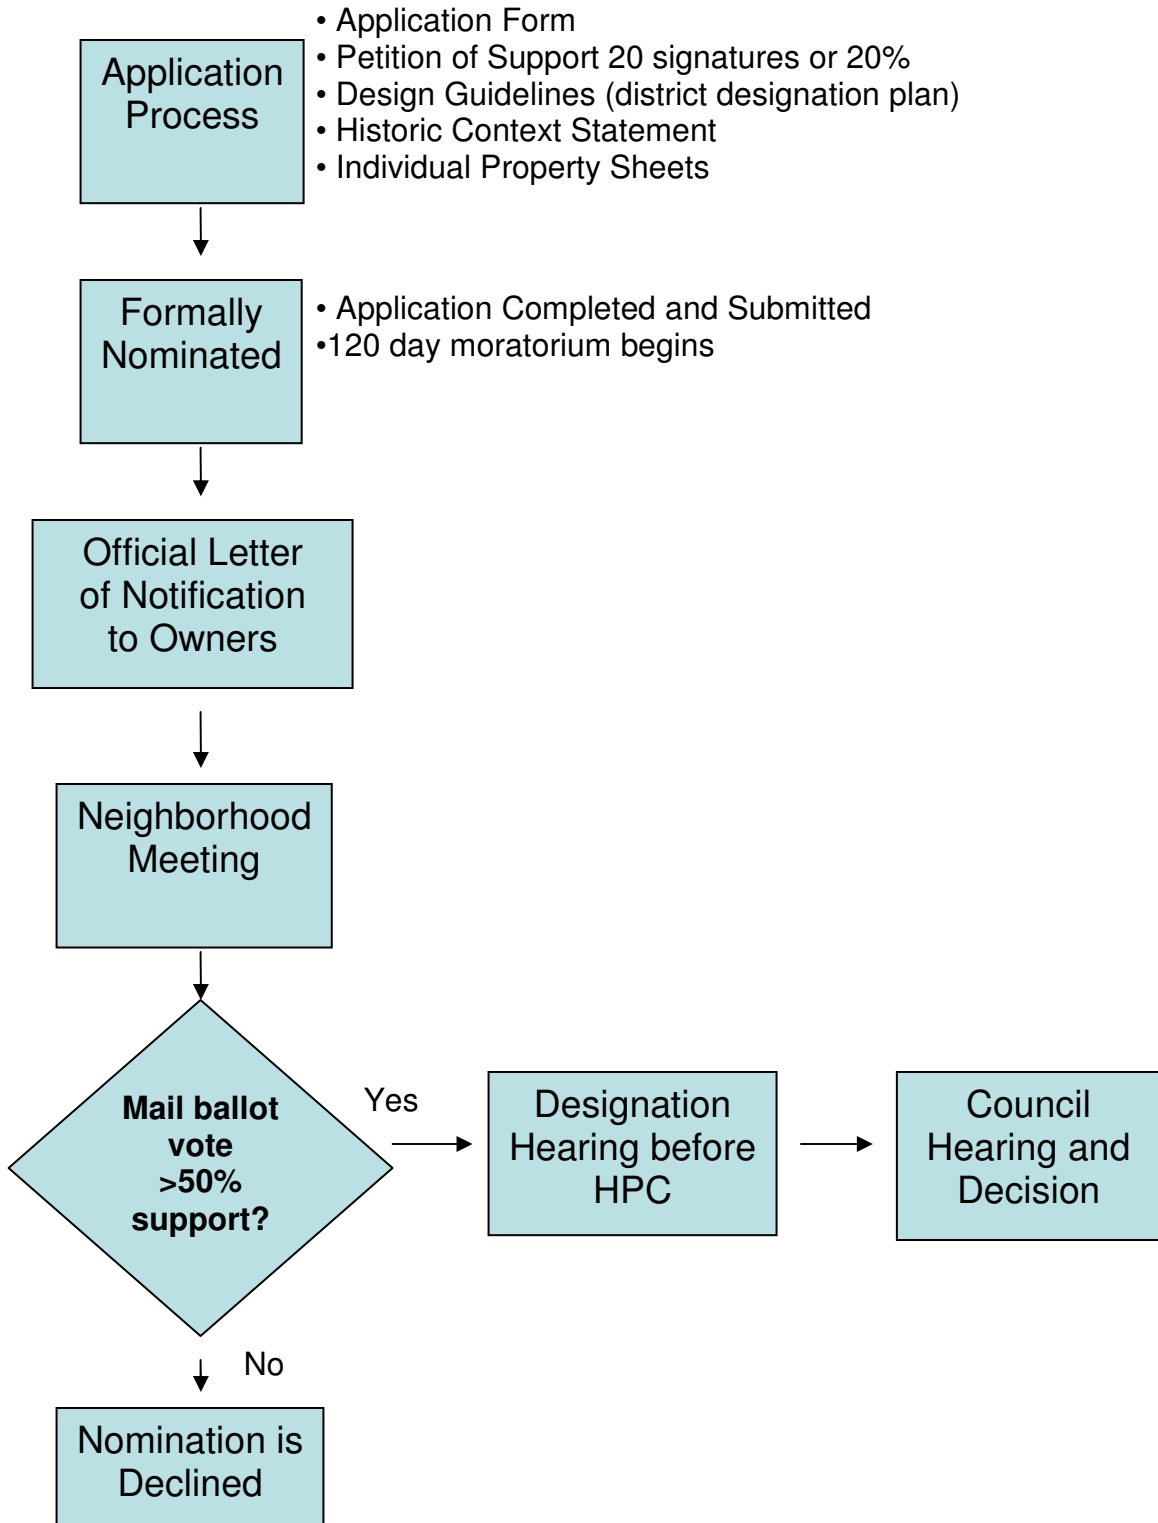 Application
Process
• Application Form
• Petition of Support 20 signatures or 20%
• Design Guidelines (district designation plan)
• Historic Context Statement
• Individual Property Sheets
Formally
Nominated
• Application Completed and Submitted
•120 day moratorium begins
Official Letter
of Notification
to Owners
Neighborhood
Meeting
Mail ballot
vote
>50%
support?
Yes
Designation
Hearing before
HPC
Council
Hearing and
Decision
No
Nomination is
Declined